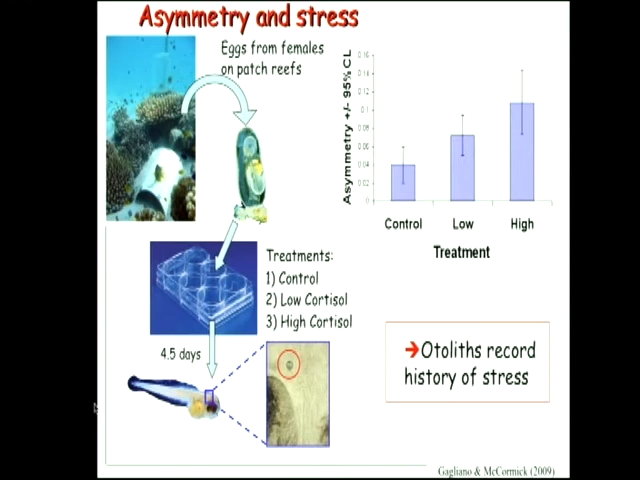 Asymmetry and stress
Eggs from females
on patch reefs
Asymmetry +/- 95% CL
0.16
0.14
0.12
0.1
0.08
0.06
0.04
0.02
0
Control
Low
High
Treatment
Treatments:
1) Control
2) Low Cortisol
3) High Cortisol
4.5 days
➔Otoliths record
history of stress
Gagliano & McCormick (2009)